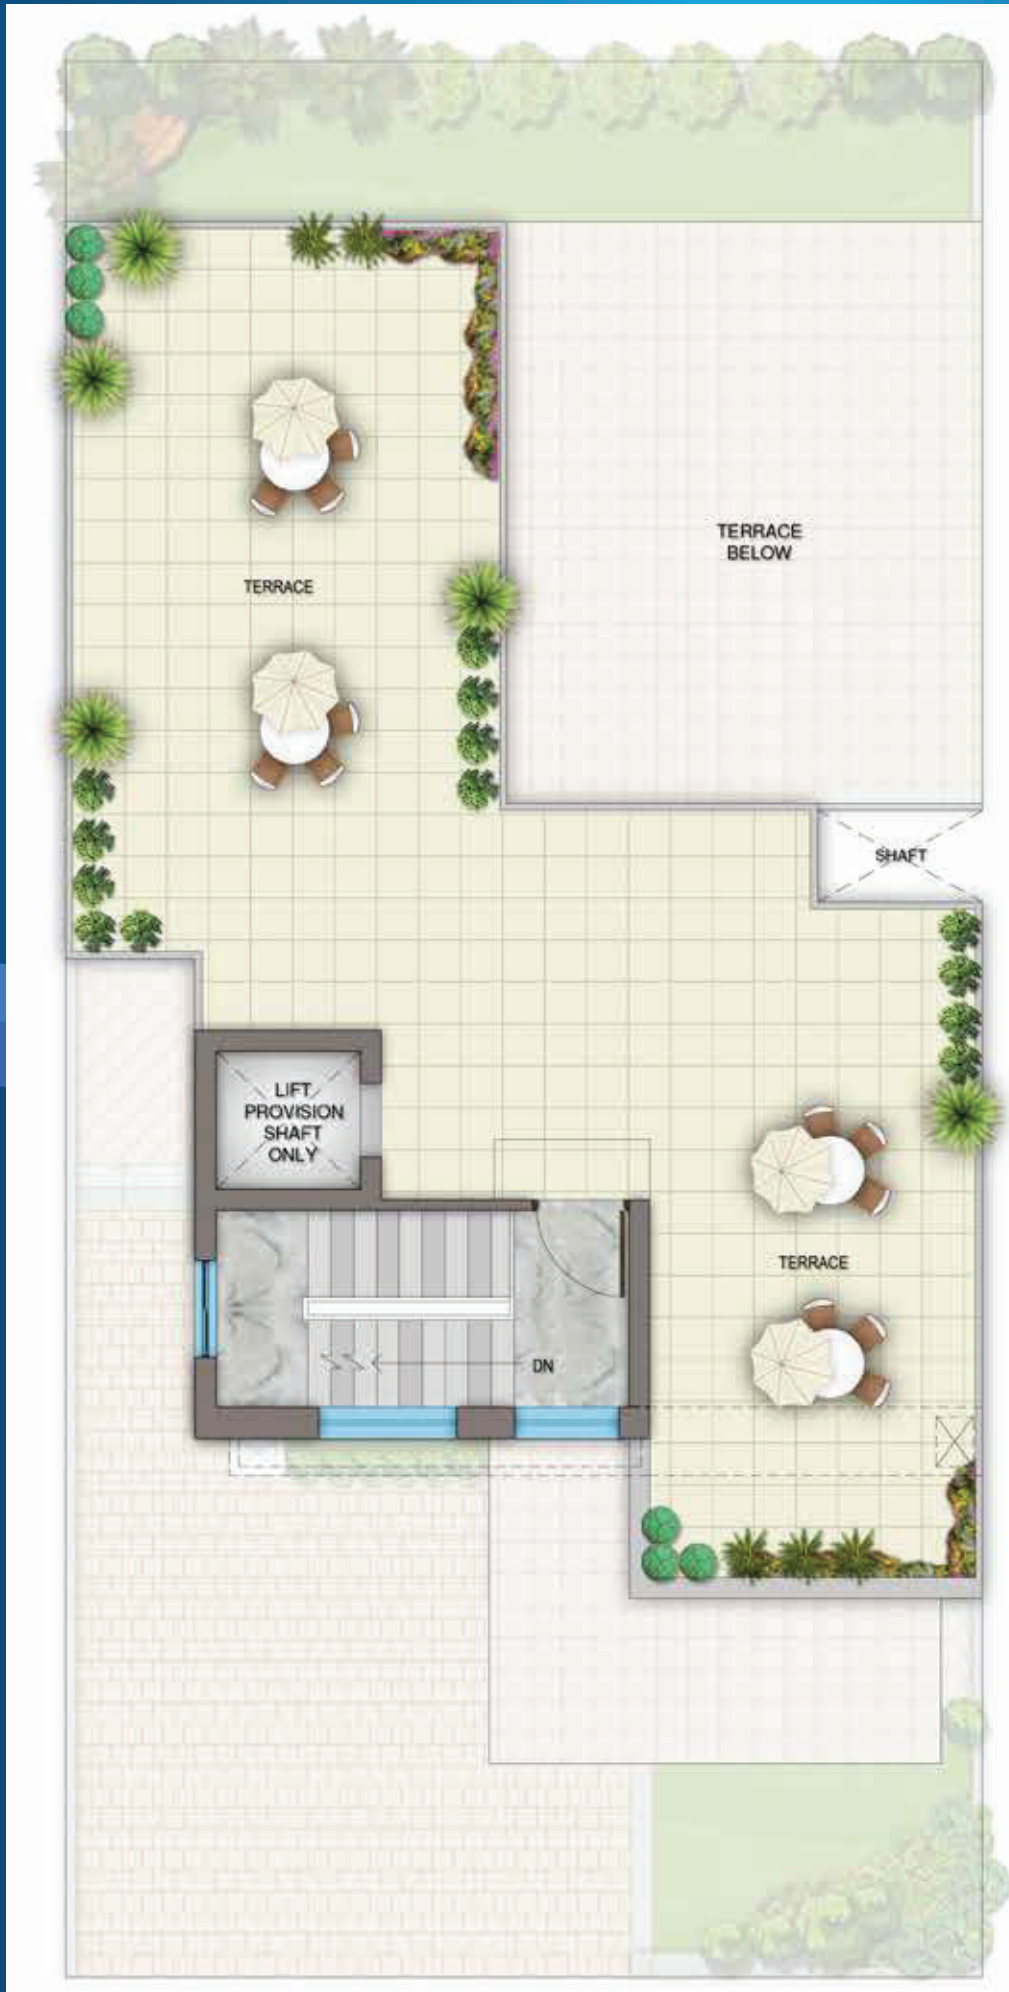 TERRACE
BELOW
TERRACE
SHAFT
LIFT
PROVISION
SHAFT
ONLY
TERRACE
DN